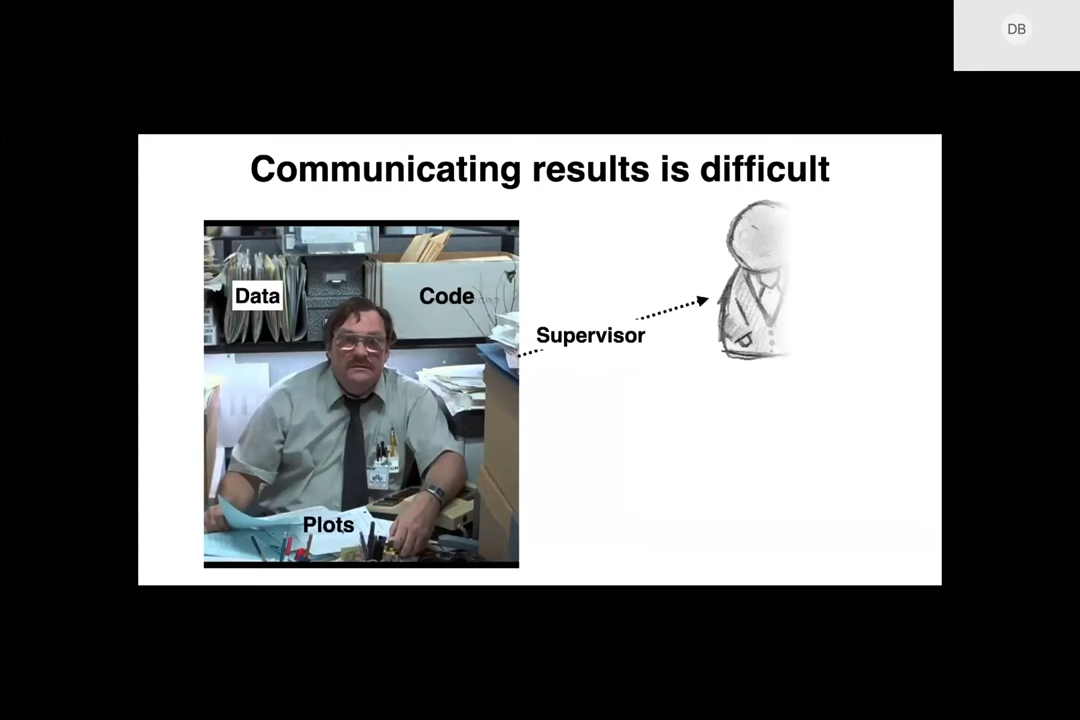 DB
Communicating results is difficult
Data
Code
Supervisor
Plots